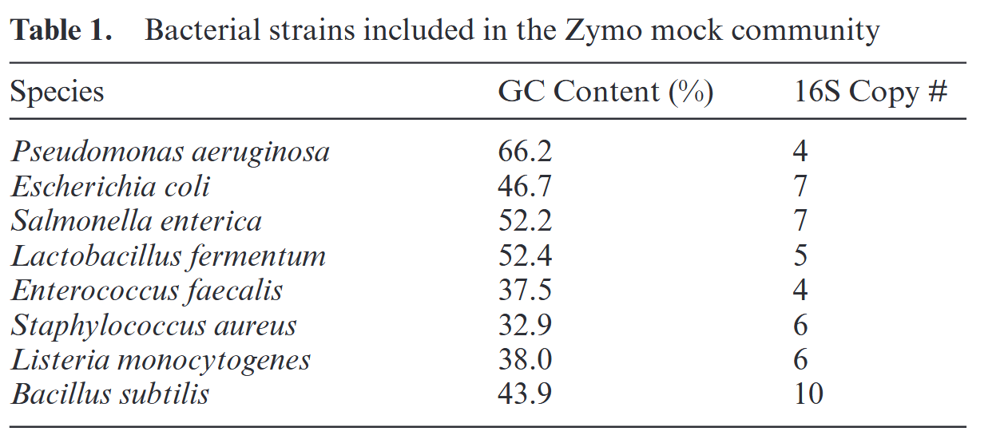 Table 1. Bacterial strains included in the Zymo mock community
Species GC Content (%) 16S Copy #
Pseudomonas aeruginosa 66.2 4
Escherichia coli 46.7 7
Salmonella enterica 52.2 7
Lactobacillus fermentum 52.4 5
Enterococcus faecalis 37.5 4
Staphylococcus aureus 32.9 6
Listeria monocytogenes 38.0 6
Bacillus subtilis 43.9 10